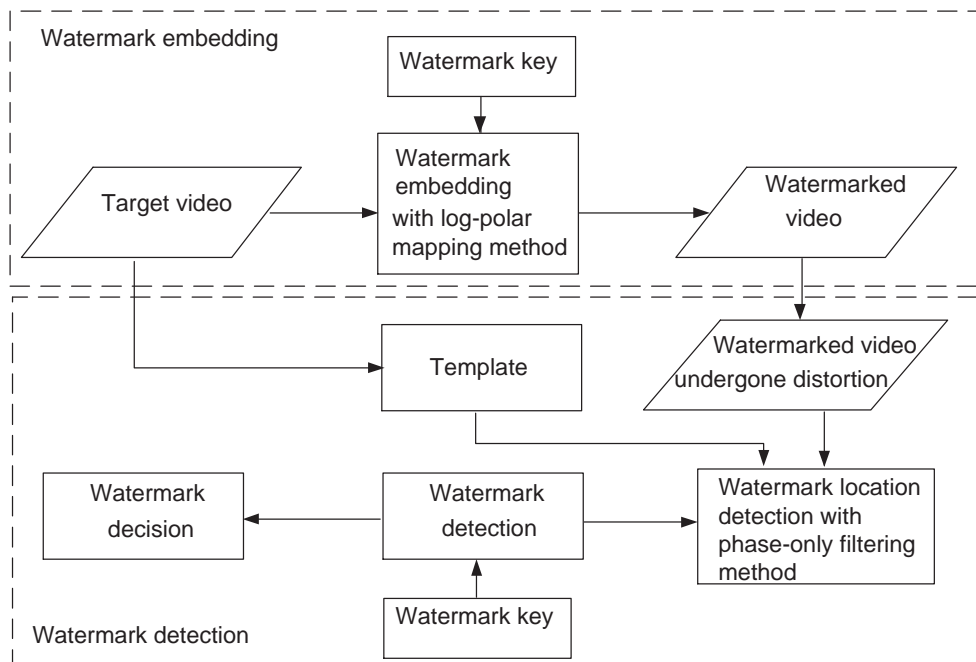 Watermark embedding
Watermark key
Target video
Watermark
embedding
with log-polar
mapping method
Watermarked
video
Template
Watermarked video
undergone distortion
Watermark
decision
Watermark
detection
Watermark location
detection with
phase-only filtering
method
Watermark key
Watermark detection